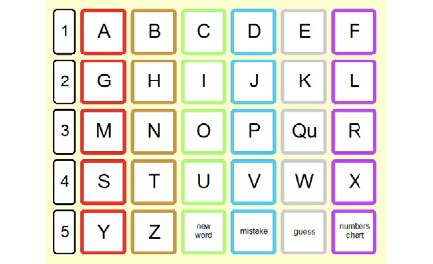 1 A B C D E F
2 G H I J K L
3 M N O P Qu R
4 S T U V W X
5 Y Z new word mistake guess numbers chart